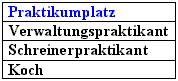 Praktikumplatz
Verwaltungspraktikant
Schreinerpraktikant
Koch